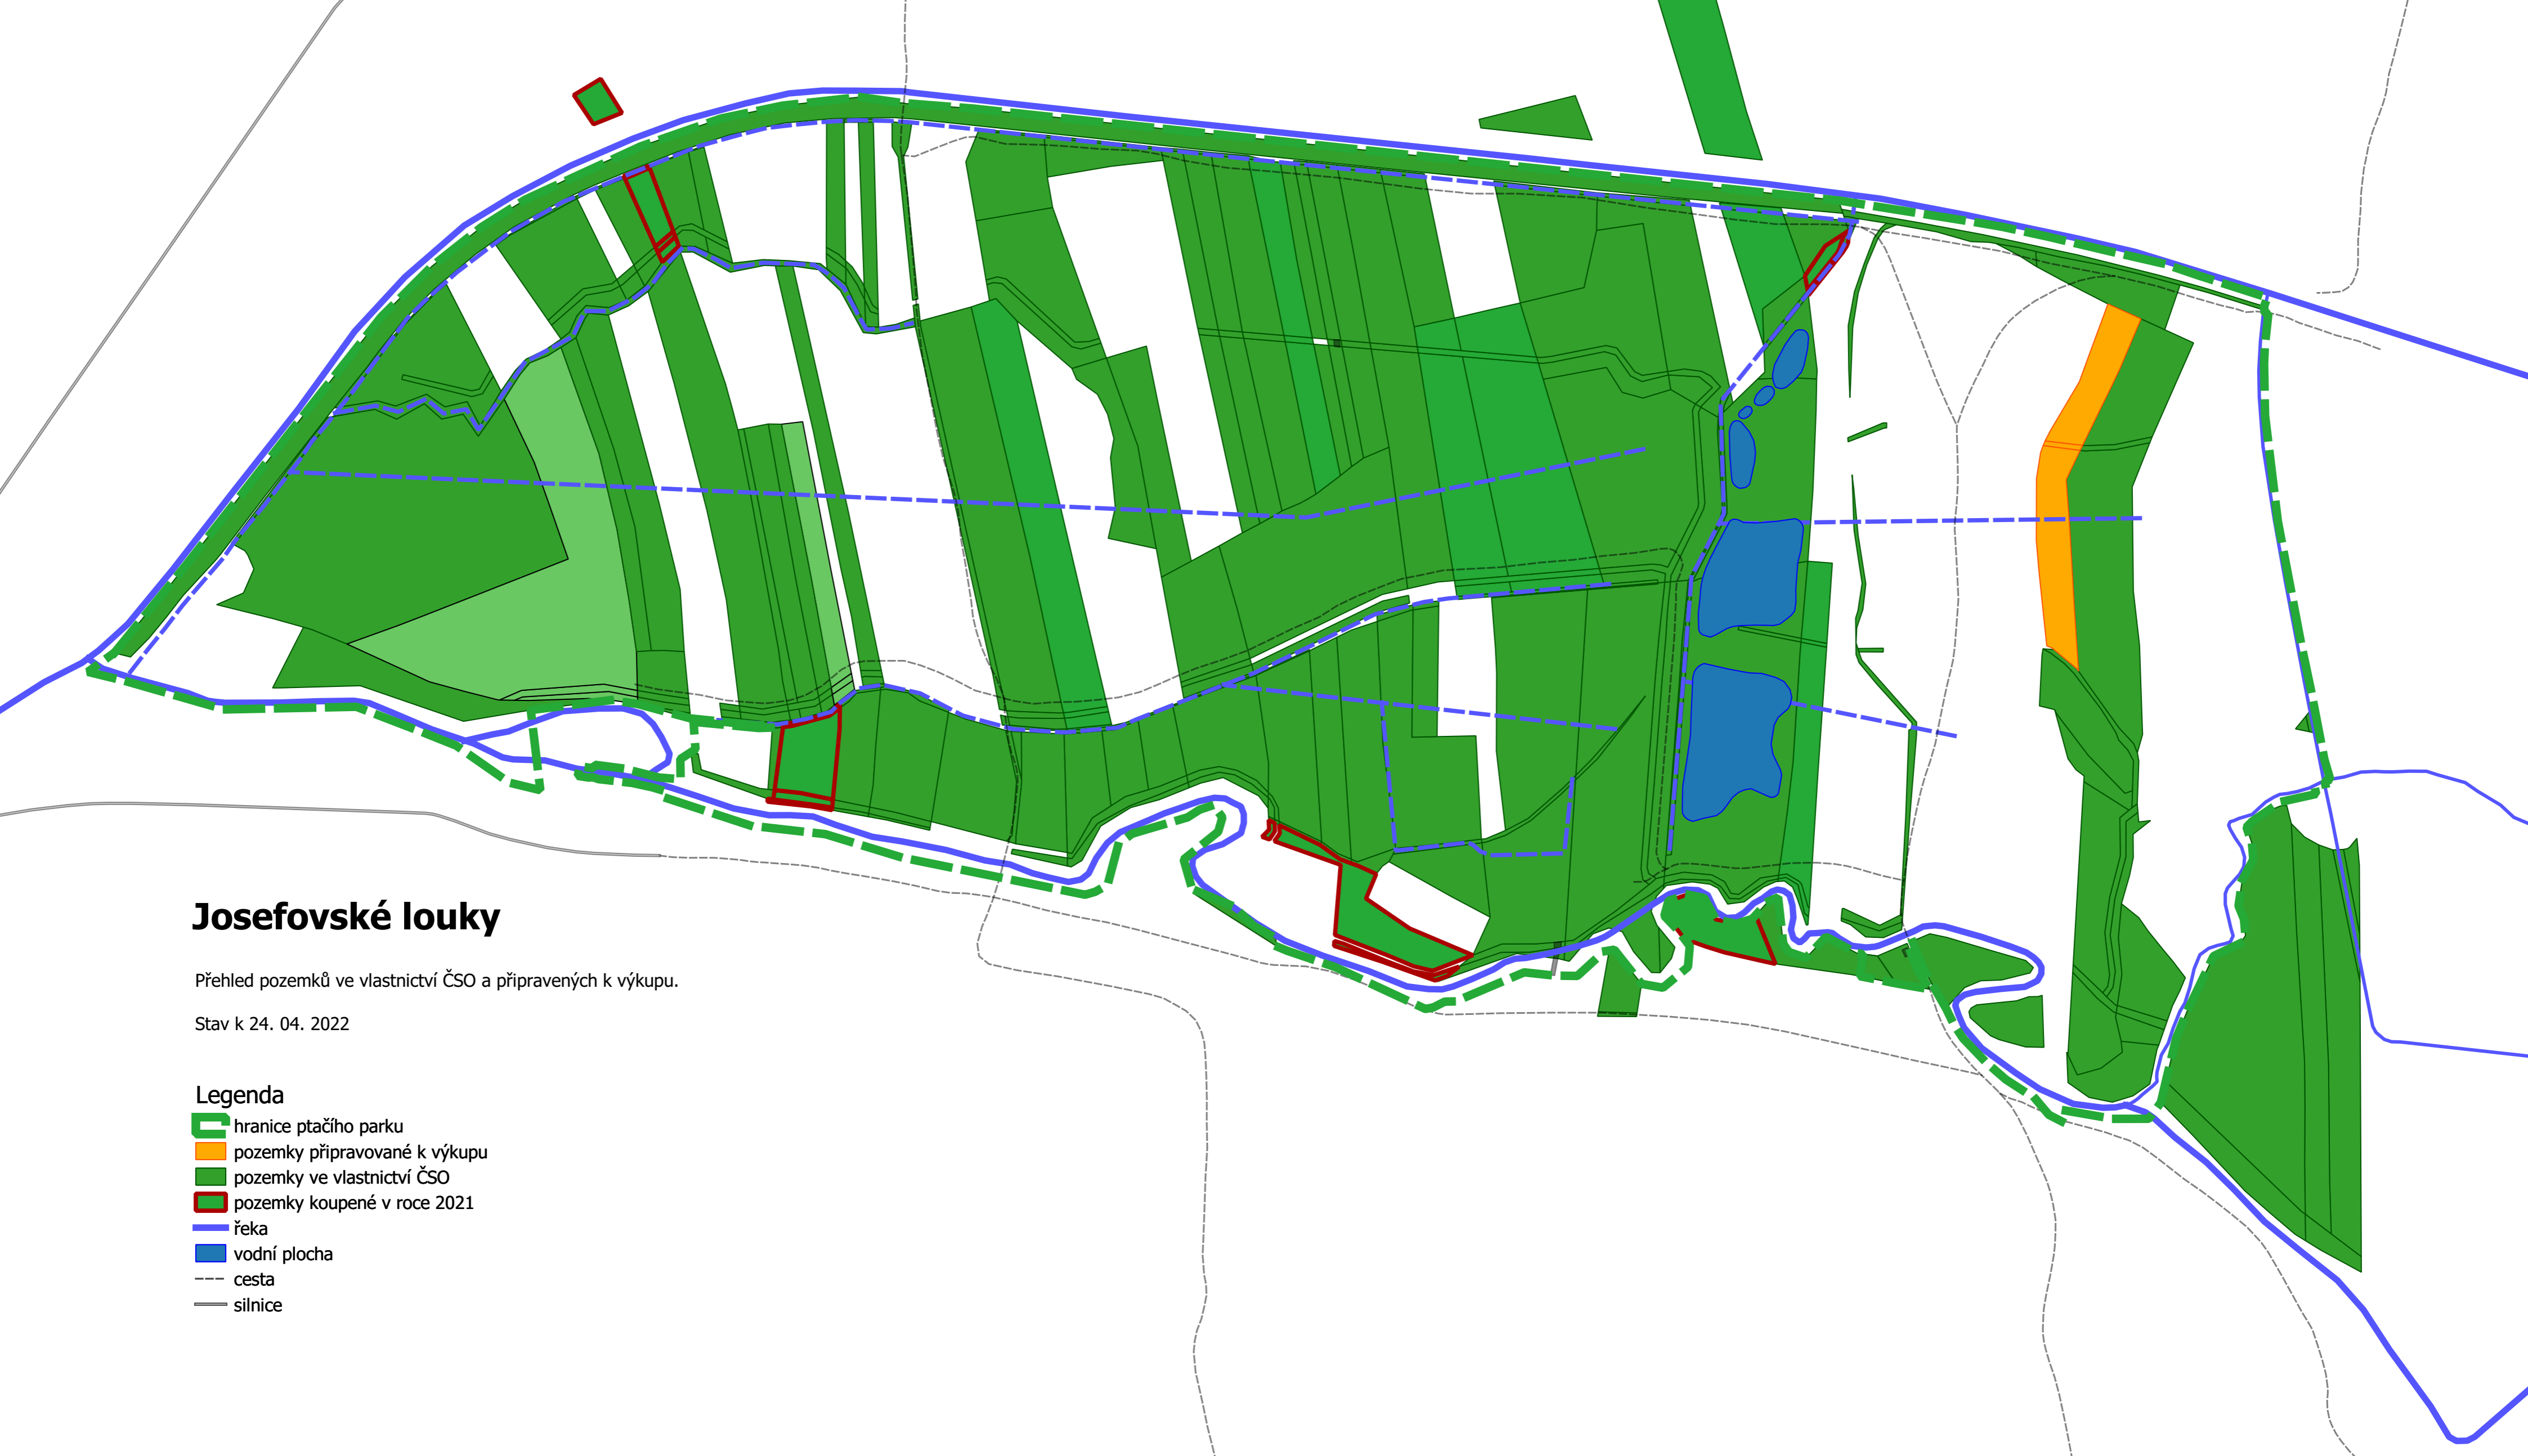 Josefovské louky
Přehled pozemků ve vlastnictví ČSO a připravených k výkupu.
Stav k 24. 04. 2022
Legenda
hranice ptačího parku
pozemky připravované k výkupu
pozemky ve vlastnictví ČSO
pozemky koupené v roce 2021
řeka
vodní plocha
cesta
silnice